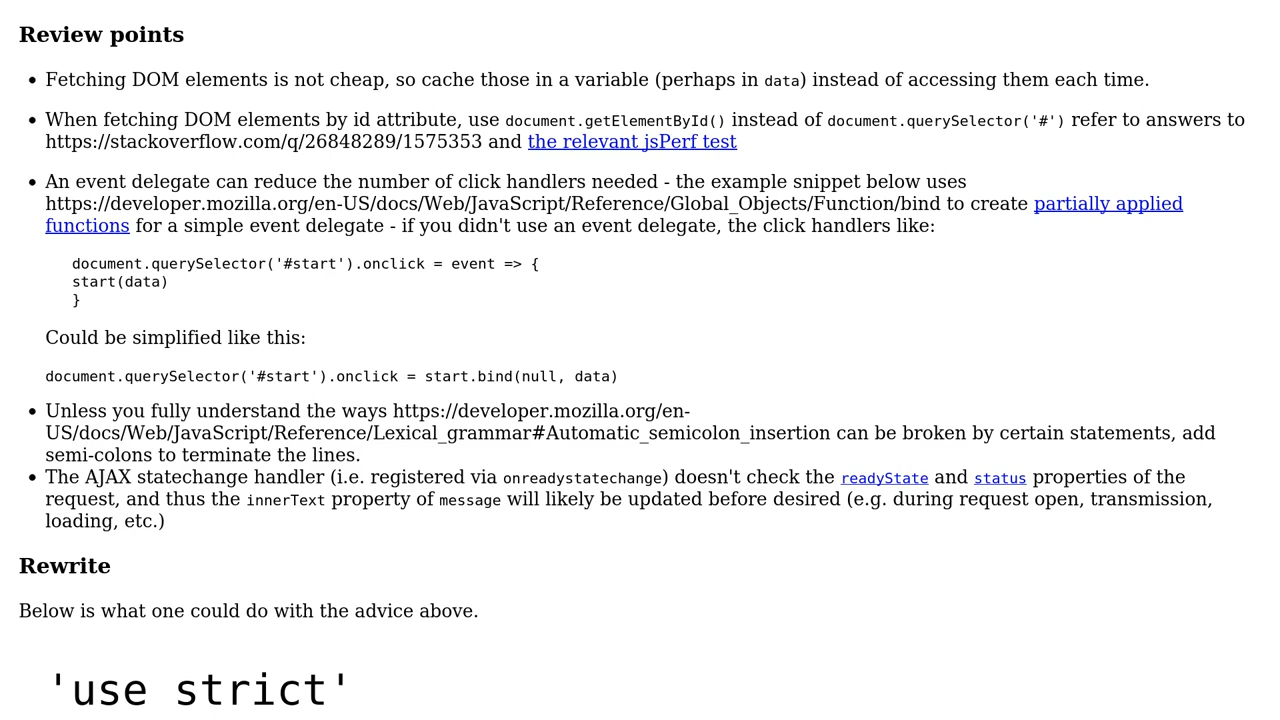 Review points
• Fetching DOM elements is not cheap, so cache those in a variable (perhaps in data) instead of accessing them each time.
• When fetching DOM elements by id attribute, use document.getElementById() instead of document.querySelector('#') refer to answers to
https://stackoverflow.com/q/26848289/1575353 and the relevant jsPerf test
• An event delegate can reduce the number of click handlers needed - the example snippet below uses
https://developer.mozilla.org/en-US/docs/Web/JavaScript/Reference/Global_Objects/Function/bind to create partially applied
functions for a simple event delegate - if you didn't use an event delegate, the click handlers like:
document.querySelector('#start').onclick = event => {
start(data)
}
Could be simplified like this:
document.querySelector('#start').onclick = start.bind(null, data)
• Unless you fully understand the ways https://developer.mozilla.org/en-
US/docs/Web/JavaScript/Reference/Lexical_grammar#Automatic_semicolon_insertion can be broken by certain statements, add
semi-colons to terminate the lines.
• The AJAX statechange handler (i.e. registered via onreadystatechange) doesn't check the readyState and status properties of the
request, and thus the innerText property of message will likely be updated before desired (e.g. during request open, transmission,
loading, etc.)
Rewrite
Below is what one could do with the advice above.
'use strict'